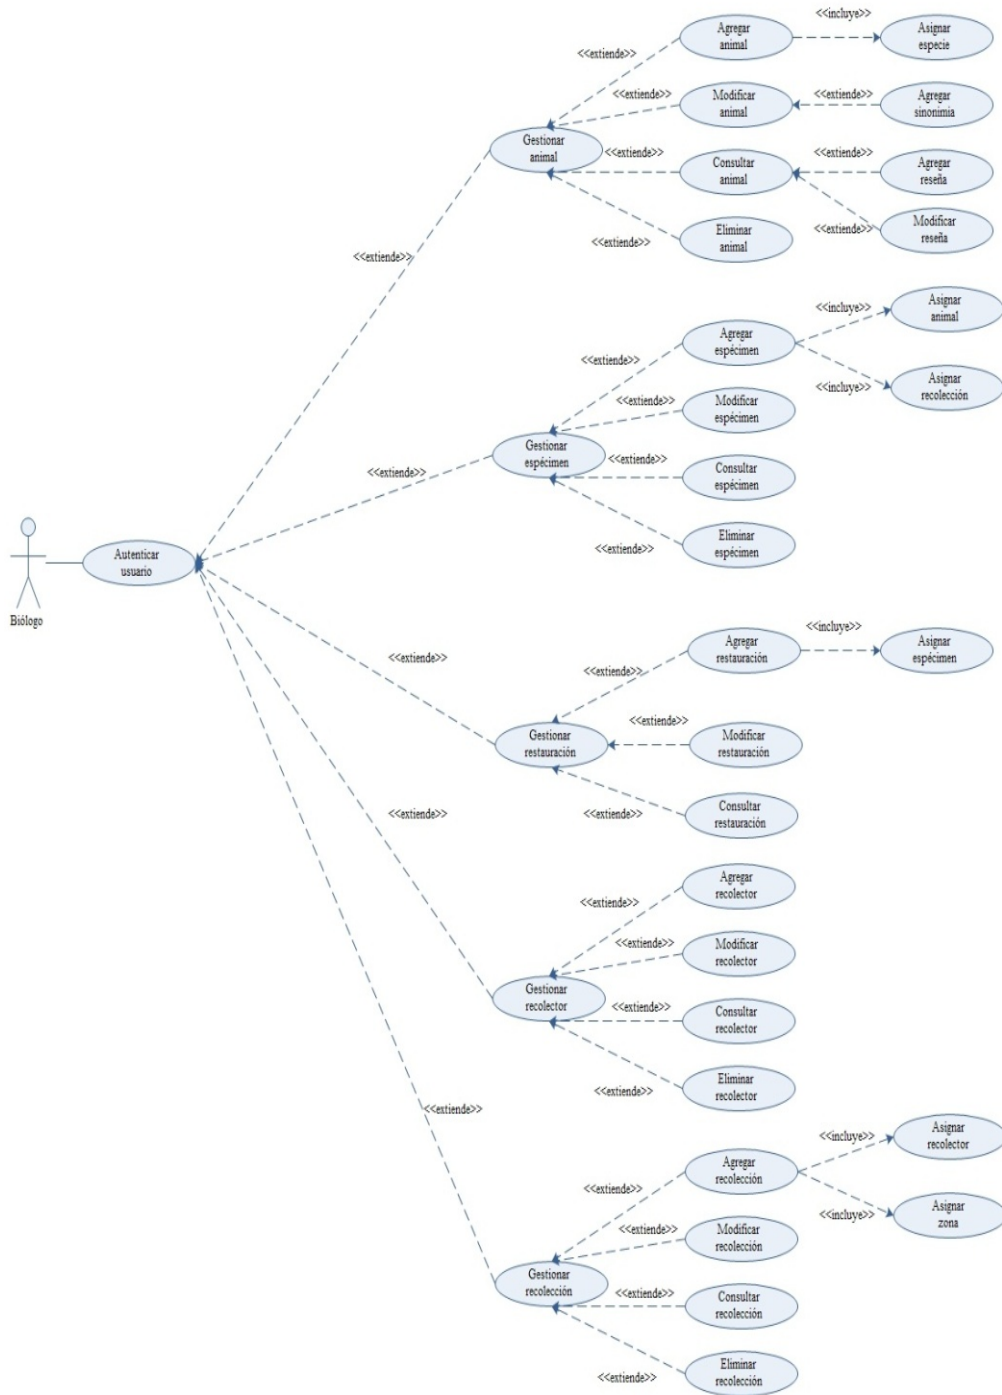 <<incluye>>
Agregar
animal
Asignar
especie
<<extiende>>
<<extiende>>
Modificar
animal
<<extiende>>
Agregar
sinonimia
Gestionar
animal
<<extiende>>
Consultar
animal
<<extiende>>
Agregar
reseña
<<extiende>>
Modificar
reseña
<<extiende>>
Eliminar
animal
<<extiende>>
<<incluye>>
Asignar
animal
Agregar
espécimen
<<extiende>>
<<incluye>>
Asignar
recolección
<<extiende>>
Modificar
espécimen
Gestionar
espécimen
<<extiende>>
<<extiende>>
Consultar
espécimen
<<extiende>>
Eliminar
espécimen
Autenticar
usuario
Biólogo
<<incluye>>
Agregar
restauración
Asignar
espécimen
<<extiende>>
<<extiende>>
<<extiende>>
Gestionar
restauración
Modificar
restauración
<<extiende>>
Consultar
restauración
<<extiende>>
Agregar
recolector
<<extiende>>
<<extiende>>
Modificar
recolector
Gestionar
recolector
<<extiende>>
Consultar
recolector
<<extiende>>
Eliminar
recolector
<<extiende>>
<<incluye>>
Asignar
recolector
Agregar
recolección
<<extiende>>
<<incluye>>
Asignar
zona
<<extiende>>
Modificar
recolección
Gestionar
recolección
<<extiende>>
Consultar
recolección
<<extiende>>
Eliminar
recolección